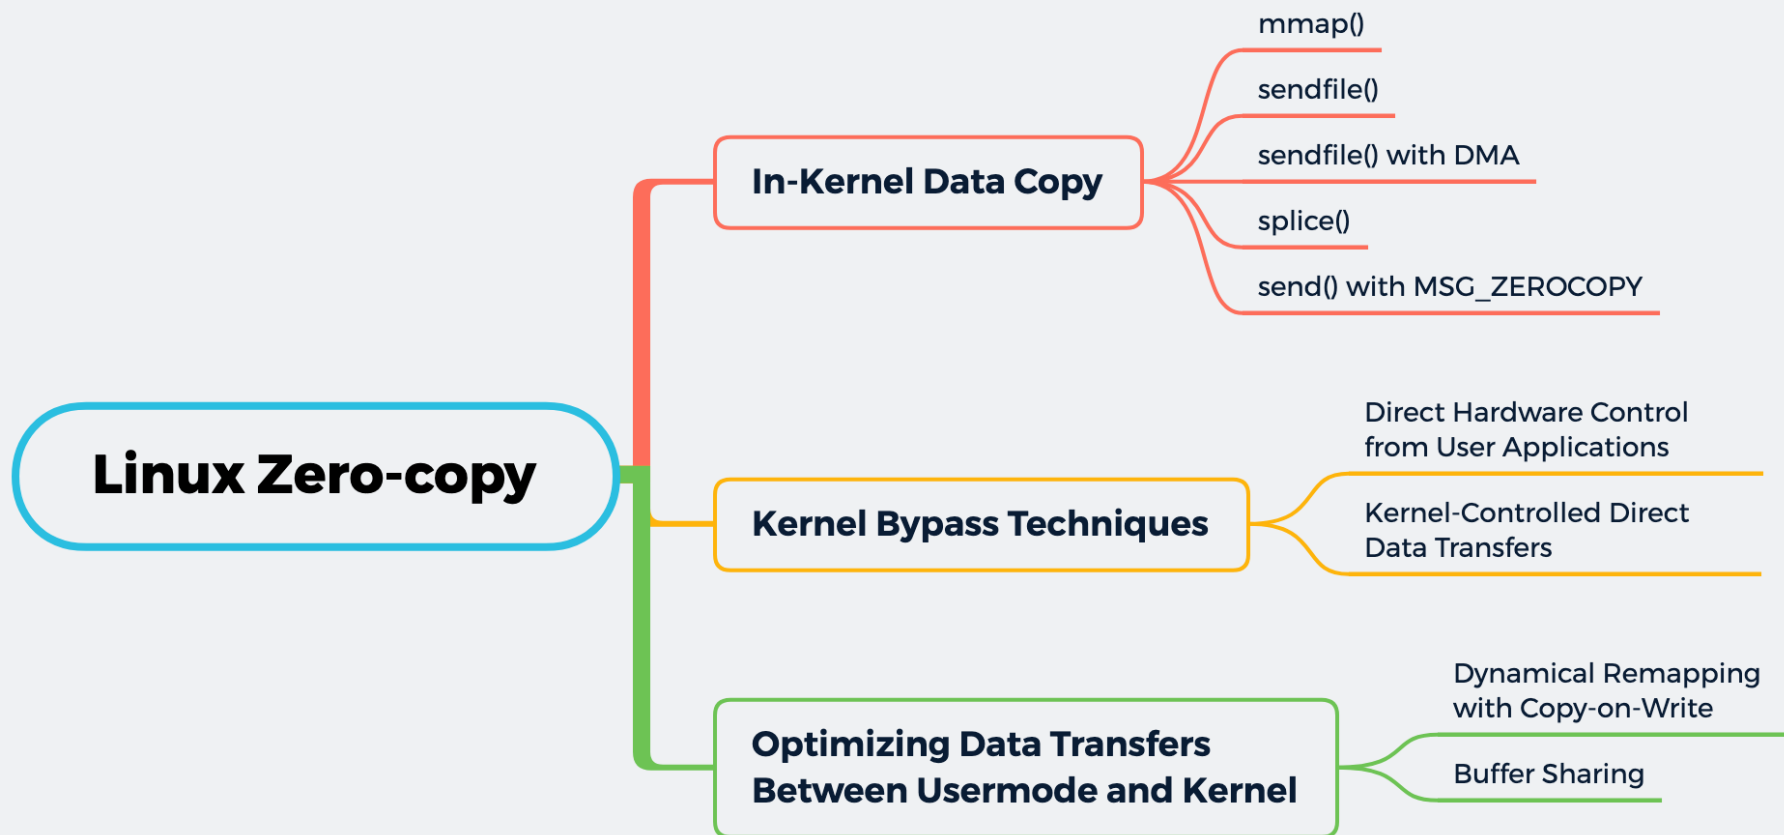 Linux Zero-copy
In-Kernel Data Copy
mmap()
sendfile()
sendfile() with DMA
splice()
send() with MSG_ZEROCOPY
Kernel Bypass Techniques
Direct Hardware Control
from User Applications
Kernel-Controlled Direct
Data Transfers
Optimizing Data Transfers
Between Usermode and Kernel
Dynamical Remapping
with Copy-on-Write
Buffer Sharing